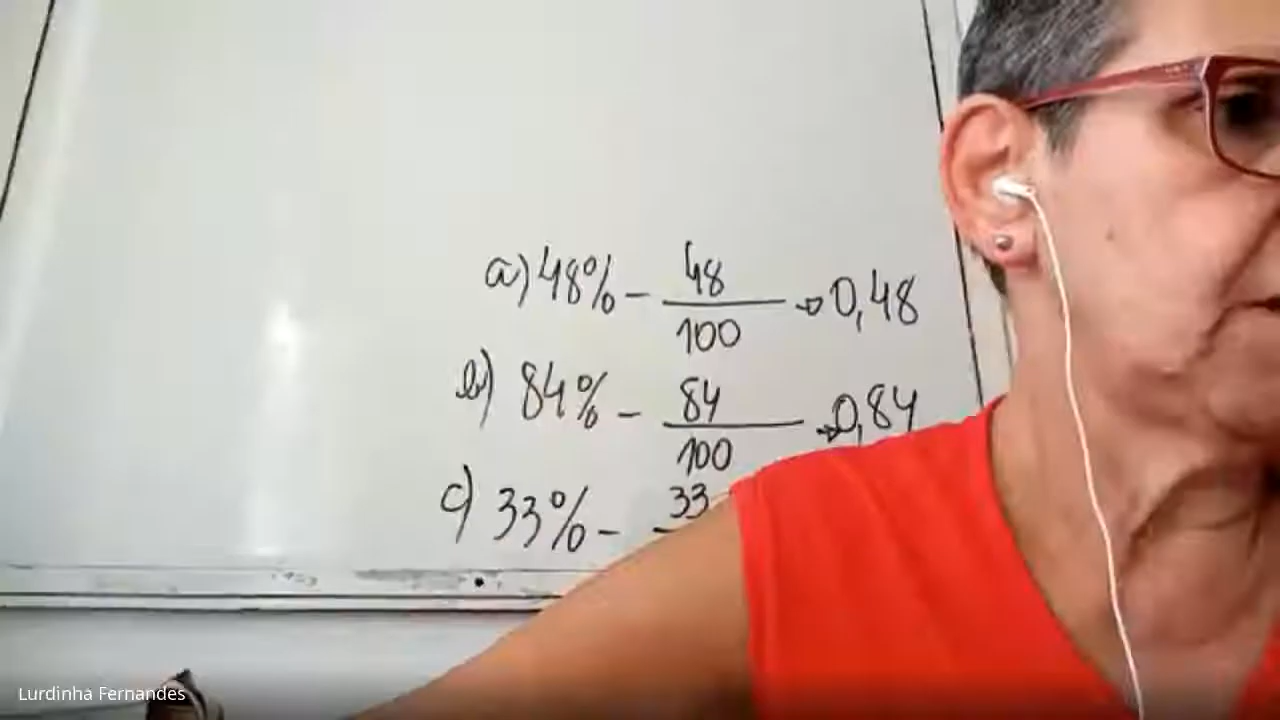 a) 48% - 48/100 → 0,48
b) 84% - 84/100 → 0,84
c) 33% - 33
Lurdinha Fernandes